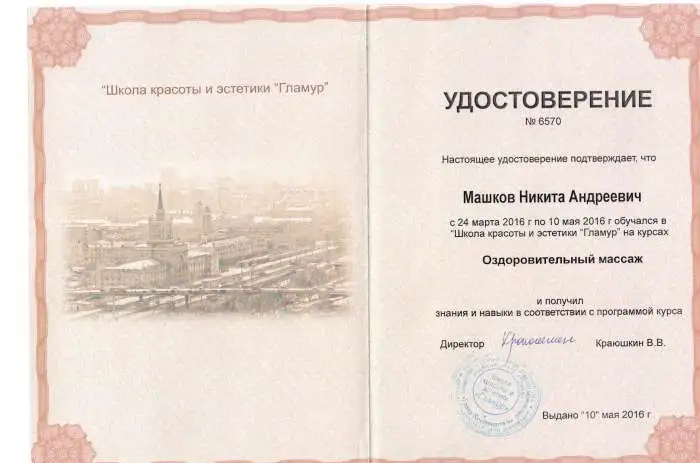 "Школа красоты и эстетики "Гламур"
УДОСТОВЕРЕНИЕ
№ 6570
Настоящее удостоверение подтверждает, что
Машков Никита Андреевич
с 24 марта 2016 г по 10 мая 2016 г обучался в
"Школа красоты и эстетики "Гламур" на курсах
Оздоровительный массаж
и получил
знания и навыки в соответствии с программой курса
Директор
Краюшкин В.В.
Выдано "10" мая 2016 г